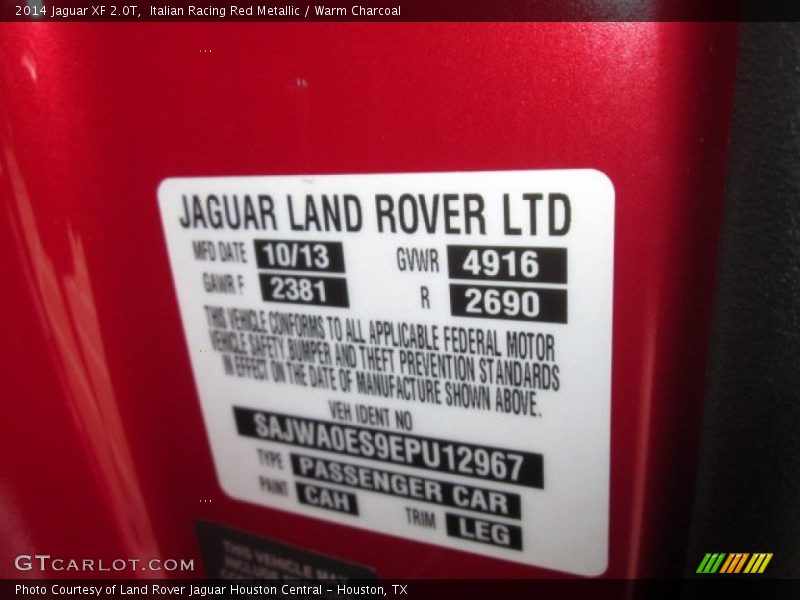 2014 Jaguar XF 2.0T,  Italian Racing Red Metallic / Warm Charcoal
JAGUAR LAND ROVER LTD
MFD DATE 10/13 GVWR 4916
GAWR F 2381 R 2690
THIS VEHICLE CONFORMS TO ALL APPLICABLE FEDERAL MOTOR
VEHICLE SAFETY, BUMPER AND THEFT PREVENTION STANDARDS
IN EFFECT ON THE DATE OF MANUFACTURE SHOWN ABOVE.
VEH IDENT NO
SAJWA0ES9EPU12967
TYPE PASSENGER CAR
PAINT CAH TRIM LEG
THIS VEHICLE
GTCARLOT.COM
Photo Courtesy of Land Rover Jaguar Houston Central - Houston, TX